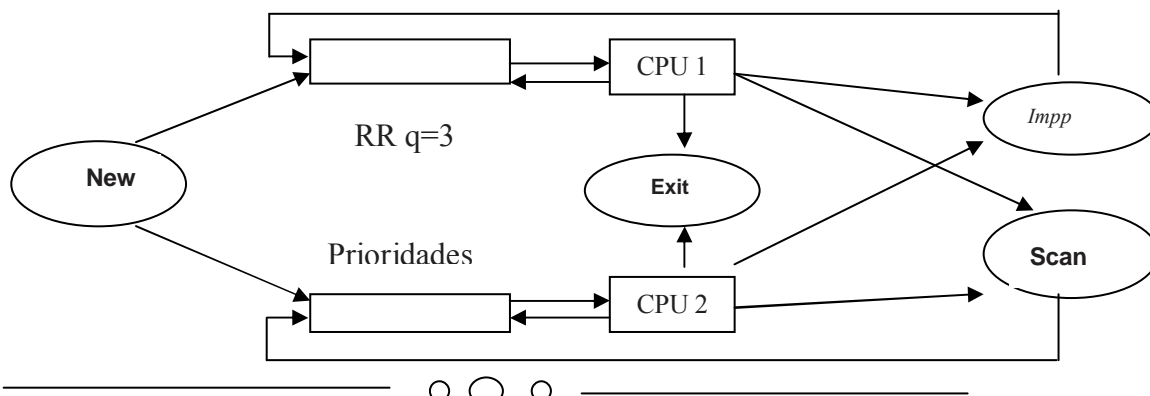 CPU 1
Impp
RR q=3
New
Exit
Prioridades
Scan
CPU 2